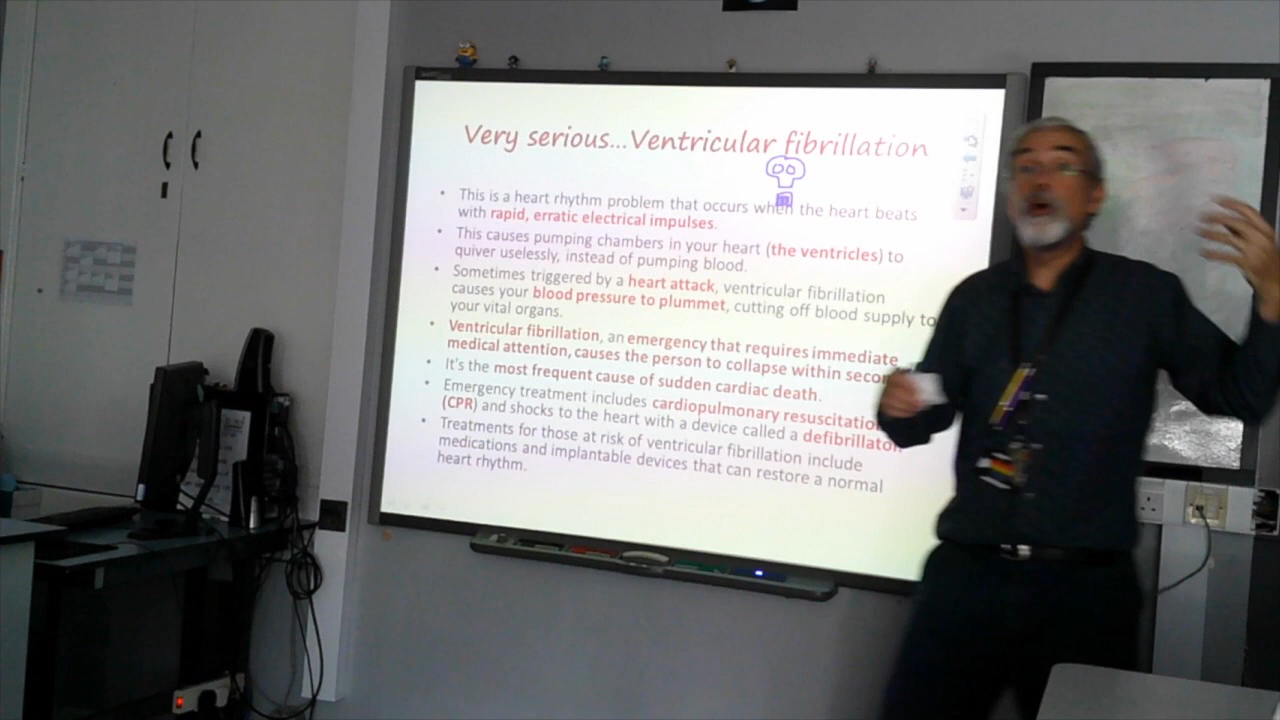 Very serious...Ventricular fibrillation
• This is a heart rhythm problem that occurs when the heart beats
with rapid, erratic electrical impulses.
• This causes pumping chambers in your heart (the ventricles) to
quiver uselessly, instead of pumping blood.
• Sometimes triggered by a heart attack, ventricular fibrillation
causes your blood pressure to plummet, cutting off blood supply to
your vital organs.
• Ventricular fibrillation, an emergency that requires immediate
medical attention, causes the person to collapse within
• It's the most frequent cause of sudden cardiac death.
• Emergency treatment includes cardiopulmonary resuscitation
(CPR) and shocks to the heart with a device called a defibrillator.
• Treatments for those at risk of ventricular fibrillation include
medications and implantable devices that can restore a normal
heart rhythm.